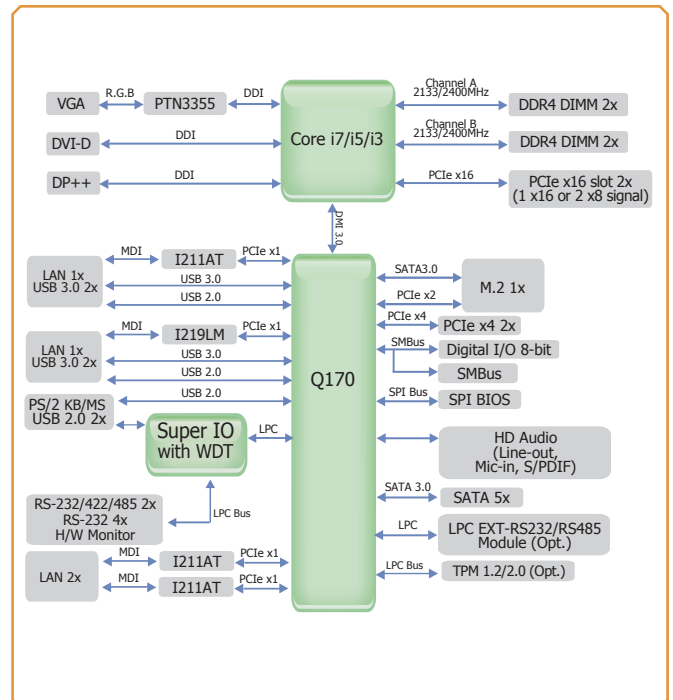 VGA
R.G.B
PTN3355
DDI
DVI-D
DDI
DP++
DDI
Core i7/i5/i3
Channel A
2133/2400MHz
DDR4 DIMM 2x
Channel B
2133/2400MHz
DDR4 DIMM 2x
PCIe x16
PCIe x16 slot 2x
(1 x16 or 2 x8 signal)
DMI 3.0
LAN 1x
USB 3.0 2x
MDI
I211AT
PCIe x1
USB 3.0
USB 2.0
LAN 1x
USB 3.0 2x
MDI
I219LM
PCIe x1
USB 3.0
USB 2.0
PS/2 KB/MS
USB 2.0 2x
USB 2.0
Super IO
with WDT
LPC
RS-232/422/485 2x
RS-232 4x
H/W Monitor
LPC Bus
LAN 2x
MDI
I211AT
PCIe x1
MDI
I211AT
PCIe x1
Q170
SATA3.0
PCIe x2
M.2 1x
PCIe x4
PCIe x4 2x
SMBus
Digital I/O 8-bit
SMBus
SPI Bus
SPI BIOS
HD Audio
(Line-out,
Mic-in, S/PDIF)
SATA 3.0
SATA 5x
LPC
LPC EXT-RS232/RS485
Module (Opt.)
LPC Bus
TPM 1.2/2.0 (Opt.)